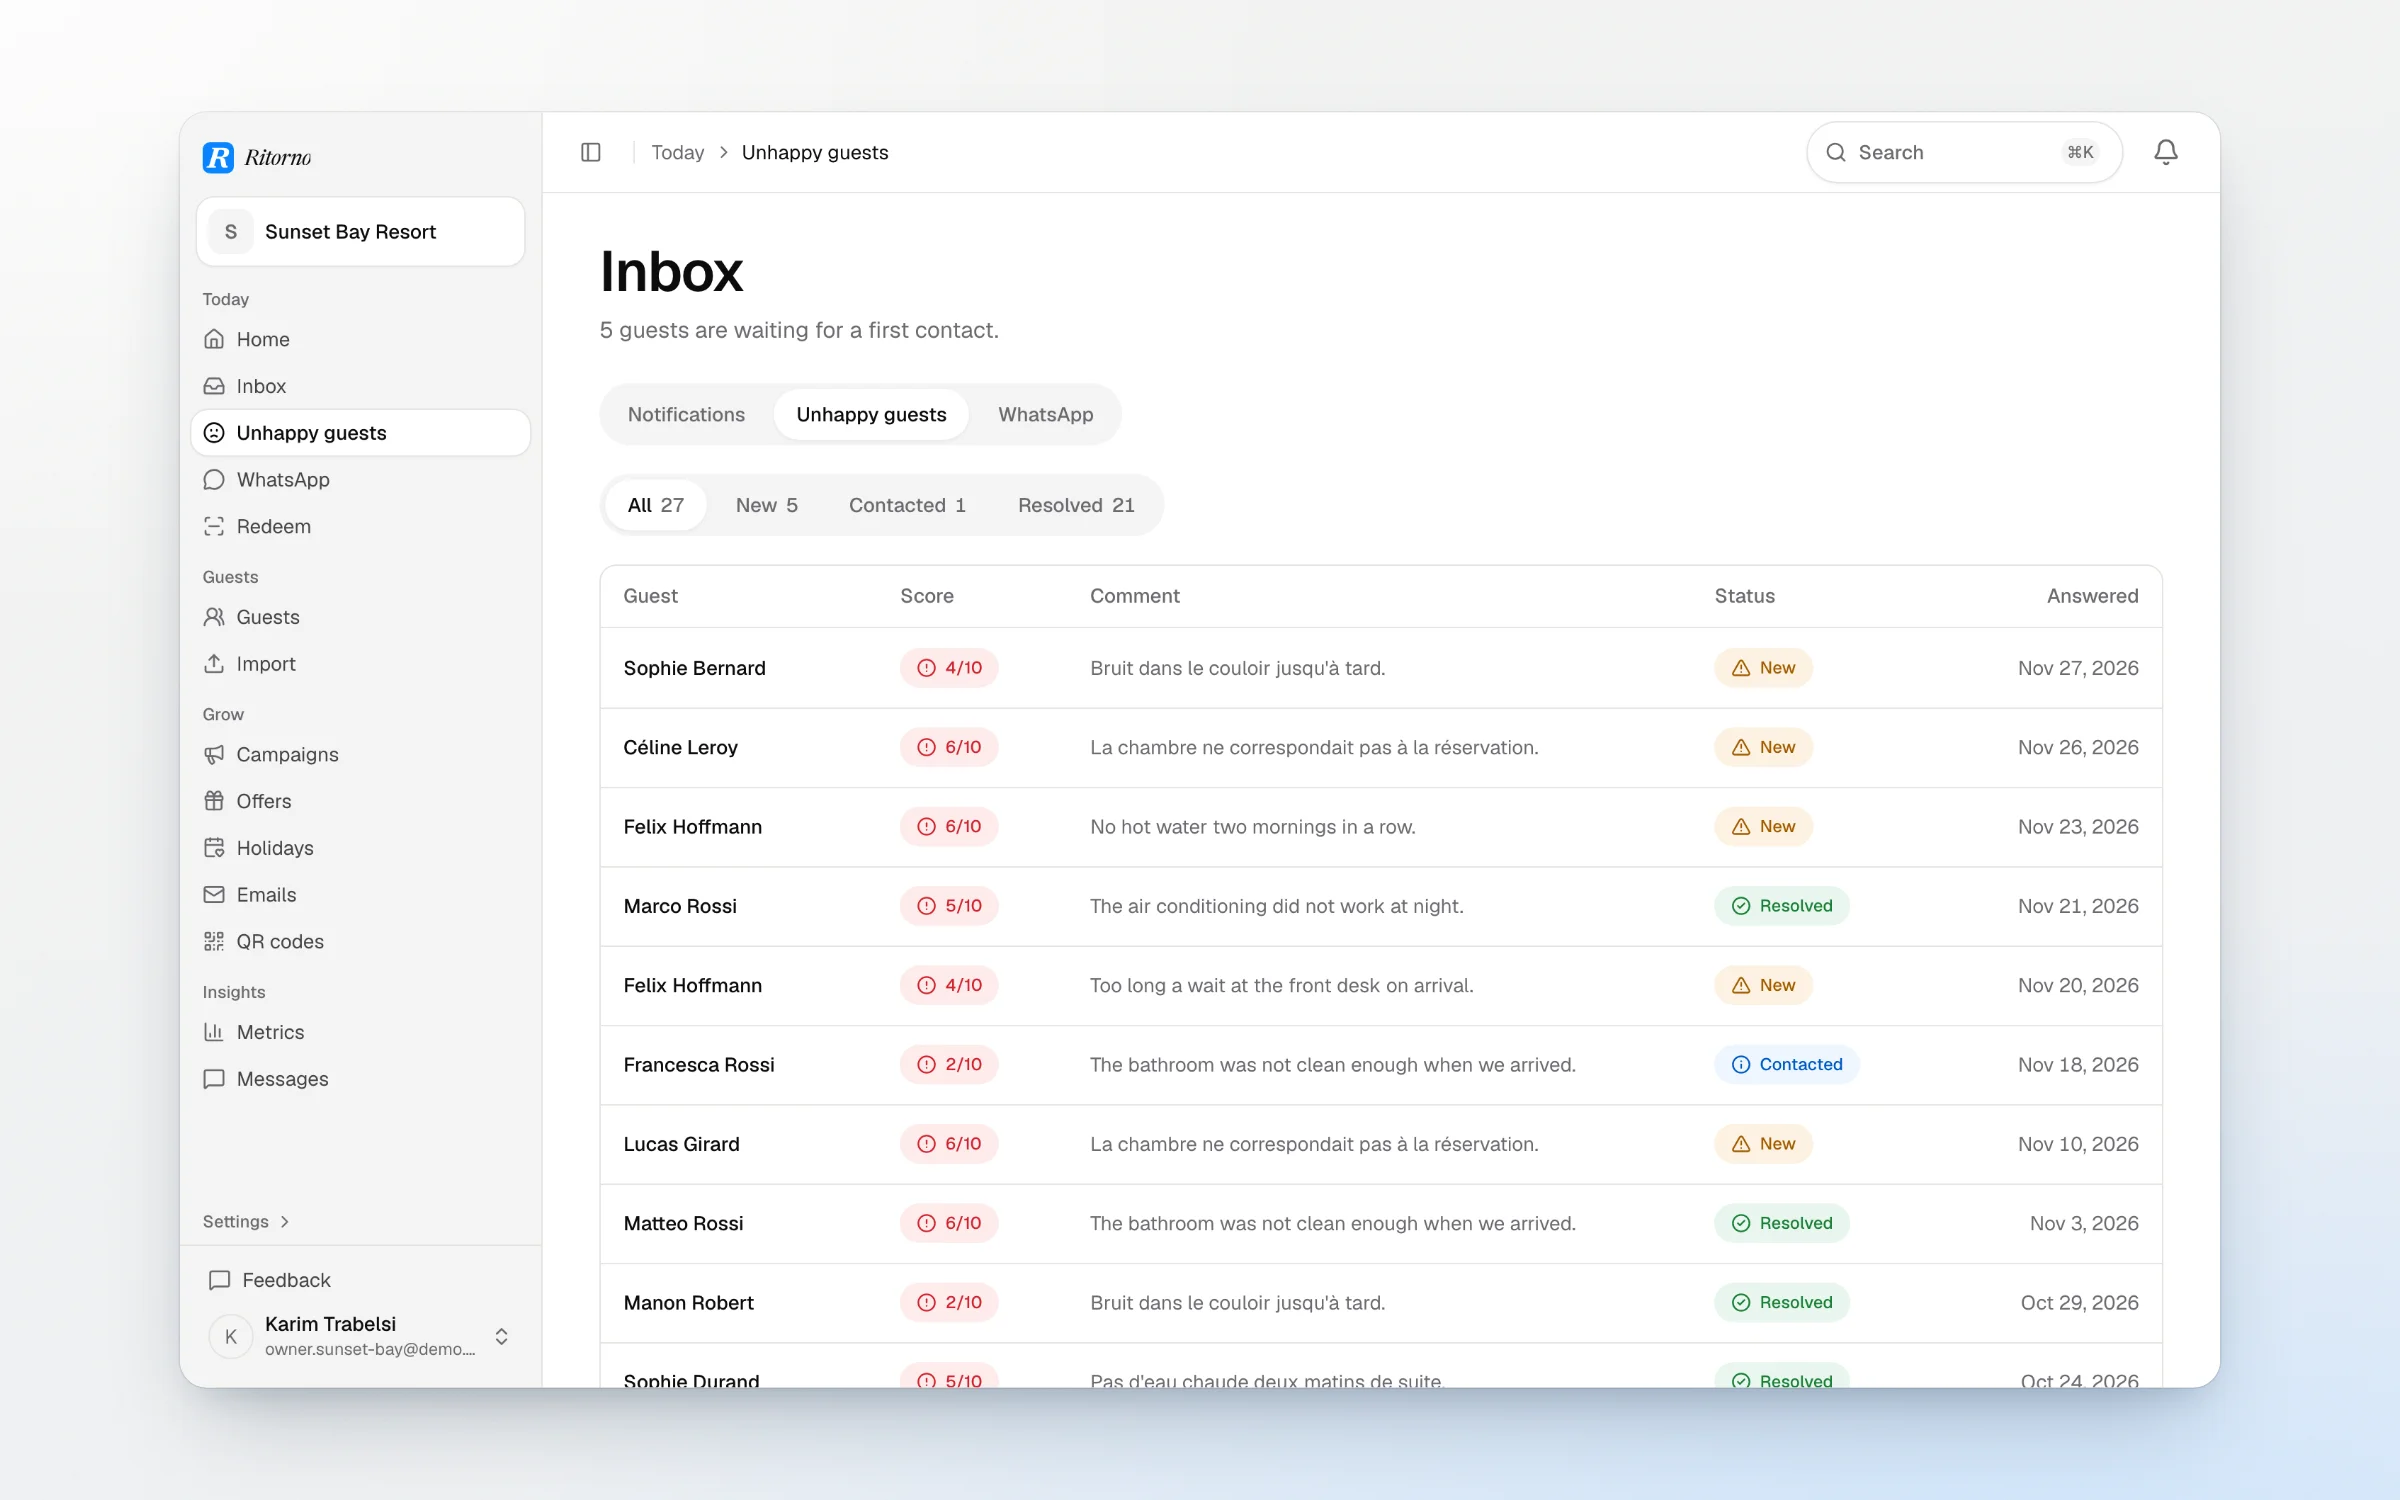 Ritorno
S Sunset Bay Resort
Today
Home
Inbox
Unhappy guests
WhatsApp
Redeem
Guests
Guests
Import
Grow
Campaigns
Offers
Holidays
Emails
QR codes
Insights
Metrics
Messages
Settings
Feedback
K Karim Trabelsi
owner.sunset-bay@demo....
Today > Unhappy guests
Search ⌘K
Inbox
5 guests are waiting for a first contact.
Notifications Unhappy guests WhatsApp
All 27 New 5 Contacted 1 Resolved 21
Guest Score Comment Status Answered
Sophie Bernard 4/10 Bruit dans le couloir jusqu'à tard. New Nov 27, 2026
Céline Leroy 6/10 La chambre ne correspondait pas à la réservation. New Nov 26, 2026
Felix Hoffmann 6/10 No hot water two mornings in a row. New Nov 23, 2026
Marco Rossi 5/10 The air conditioning did not work at night. Resolved Nov 21, 2026
Felix Hoffmann 4/10 Too long a wait at the front desk on arrival. New Nov 20, 2026
Francesca Rossi 2/10 The bathroom was not clean enough when we arrived. Contacted Nov 18, 2026
Lucas Girard 6/10 La chambre ne correspondait pas à la réservation. New Nov 10, 2026
Matteo Rossi 6/10 The bathroom was not clean enough when we arrived. Resolved Nov 3, 2026
Manon Robert 2/10 Bruit dans le couloir jusqu'à tard. Resolved Oct 29, 2026
Sophie Durand 5/10 Pas d'eau chaude deux matins de suite. Resolved Oct 24, 2026